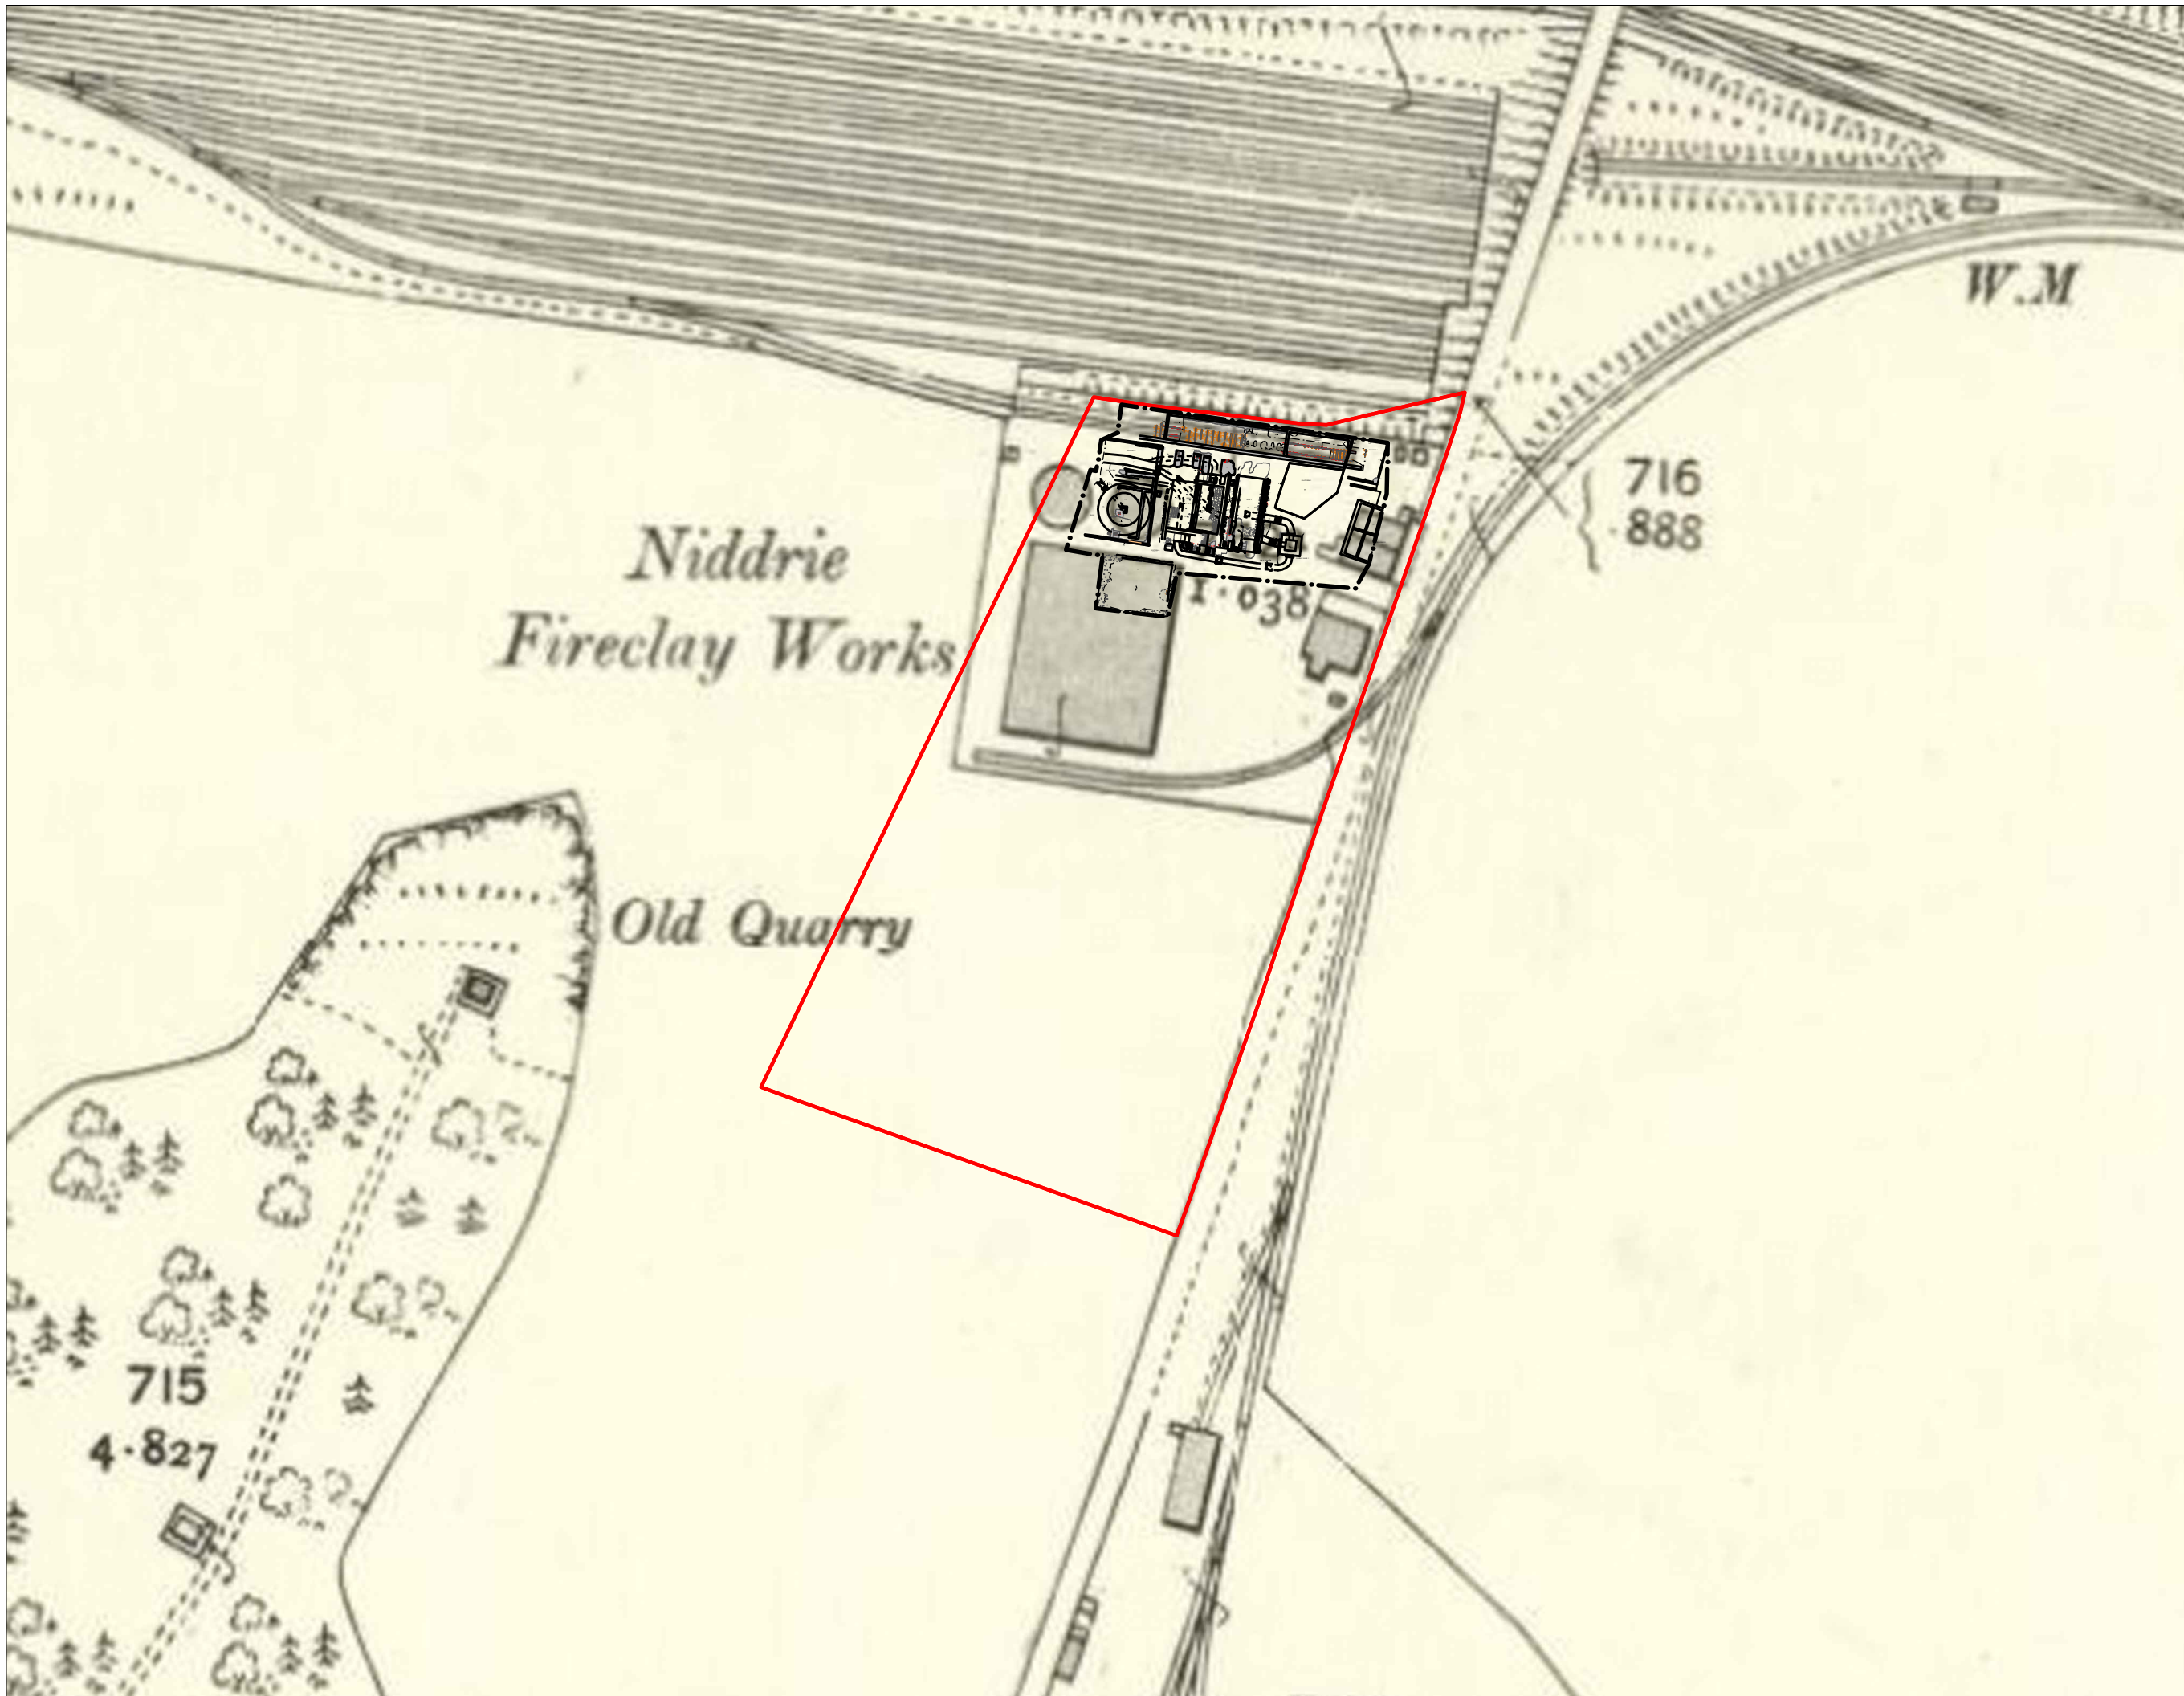 W.M
716
.888
Niddrie
Fireclay Works
1.038
Old Quarry
715
4.827